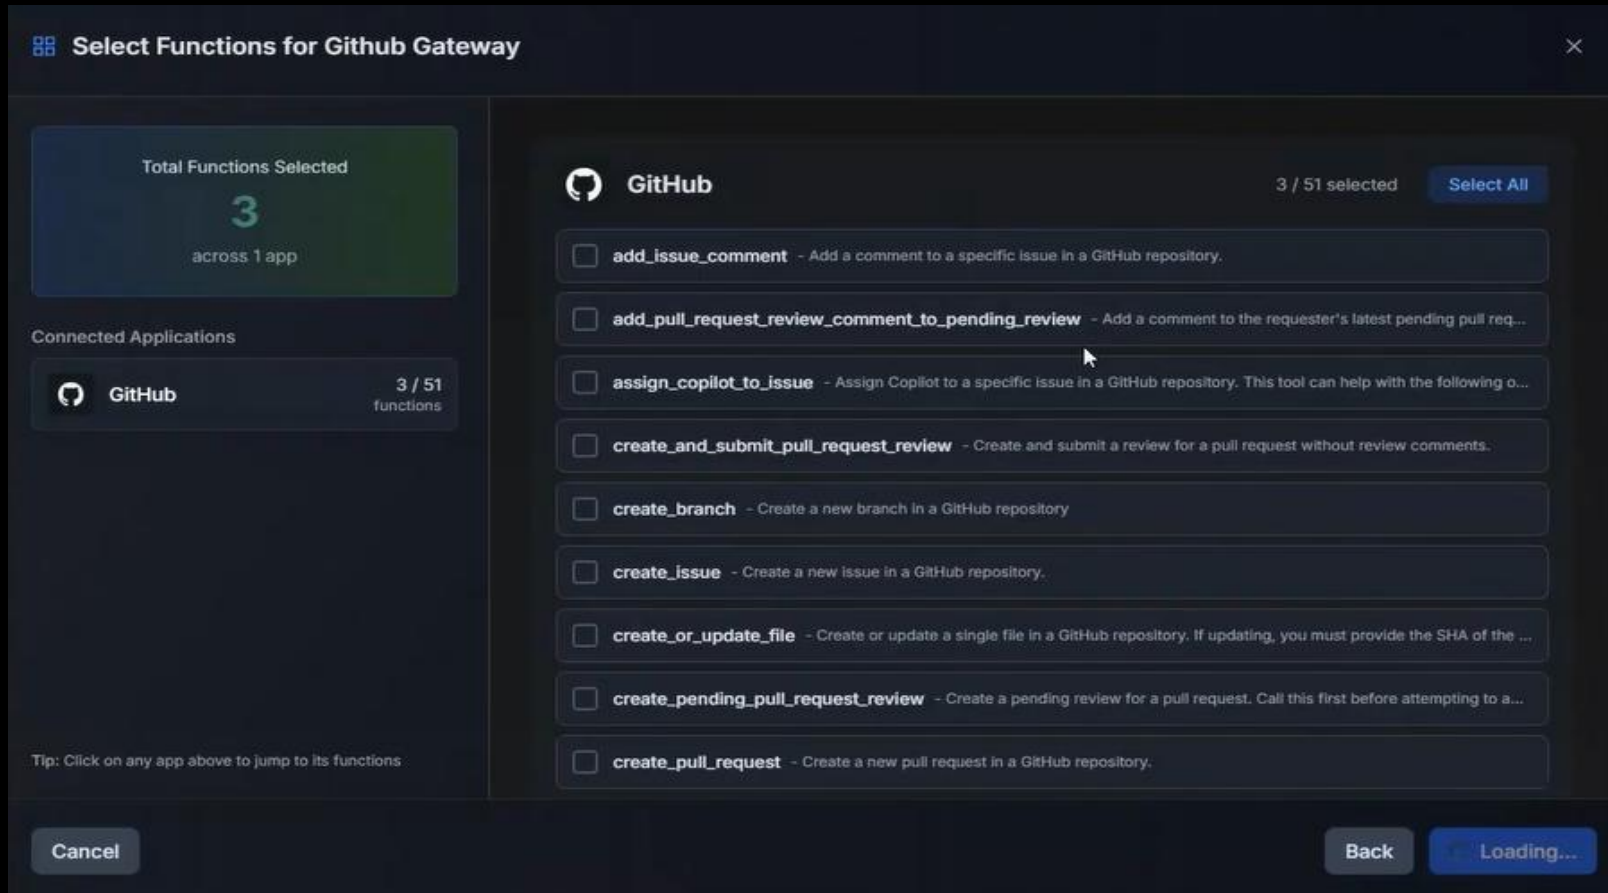 Select Functions for Github Gateway
Total Functions Selected
3
across 1 app
Connected Applications
GitHub
3 / 51
functions
Tip: Click on any app above to jump to its functions
GitHub
3 / 51 selected
Select All
add_issue_comment - Add a comment to a specific issue in a GitHub repository.
add_pull_request_review_comment_to_pending_review - Add a comment to the requester's latest pending pull req...
assign_copilot_to_issue - Assign Copilot to a specific issue in a GitHub repository. This tool can help with the following o...
create_and_submit_pull_request_review - Create and submit a review for a pull request without review comments.
create_branch - Create a new branch in a GitHub repository
create_issue - Create a new issue in a GitHub repository.
create_or_update_file - Create or update a single file in a GitHub repository. If updating, you must provide the SHA of the ...
create_pending_pull_request_review - Create a pending review for a pull request. Call this first before attempting to a...
create_pull_request - Create a new pull request in a GitHub repository.
Cancel
Back
Loading...